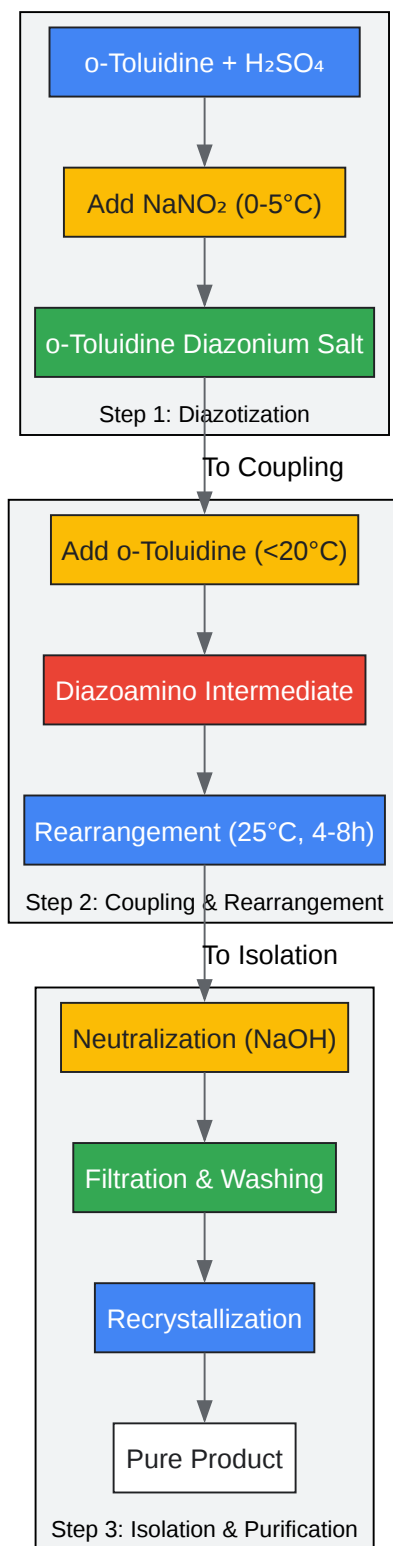 o-Toluidine + H₂SO₄
Add NaNO₂ (0-5°C)
o-Toluidine Diazonium Salt
Step 1: Diazotization
To Coupling
Add o-Toluidine (<20°C)
Diazoamino Intermediate
Rearrangement (25°C, 4-8h)
Step 2: Coupling & Rearrangement
To Isolation
Neutralization (NaOH)
Filtration & Washing
Recrystallization
Pure Product
Step 3: Isolation & Purification